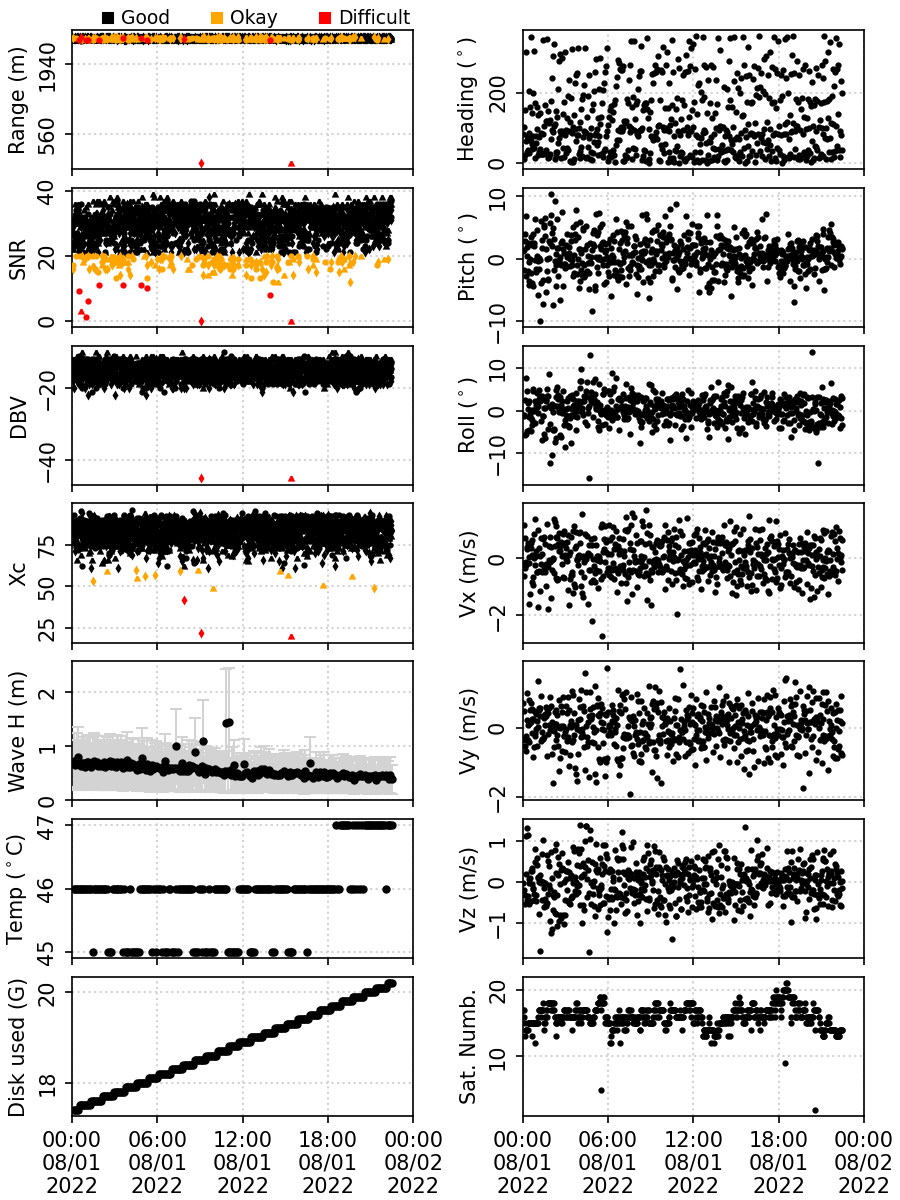 Good Okay Difficult
Range (m)
1940
560
Heading (°)
200
0
SNR
40
20
0
Pitch (°)
10
0
−10
DBV
−20
−40
Roll (°)
10
0
−10
Xc
75
50
25
Vx (m/s)
0
−2
Wave H (m)
2
1
0
Vy (m/s)
0
−2
Temp (°C)
47
46
45
Vz (m/s)
1
0
−1
Disk used (G)
20
18
Sat. Numb.
20
10
00:00 06:00 12:00 18:00 00:00
08/01 08/01 08/01 08/01 08/02
2022 2022 2022 2022 2022
00:00 06:00 12:00 18:00 00:00
08/01 08/01 08/01 08/01 08/02
2022 2022 2022 2022 2022